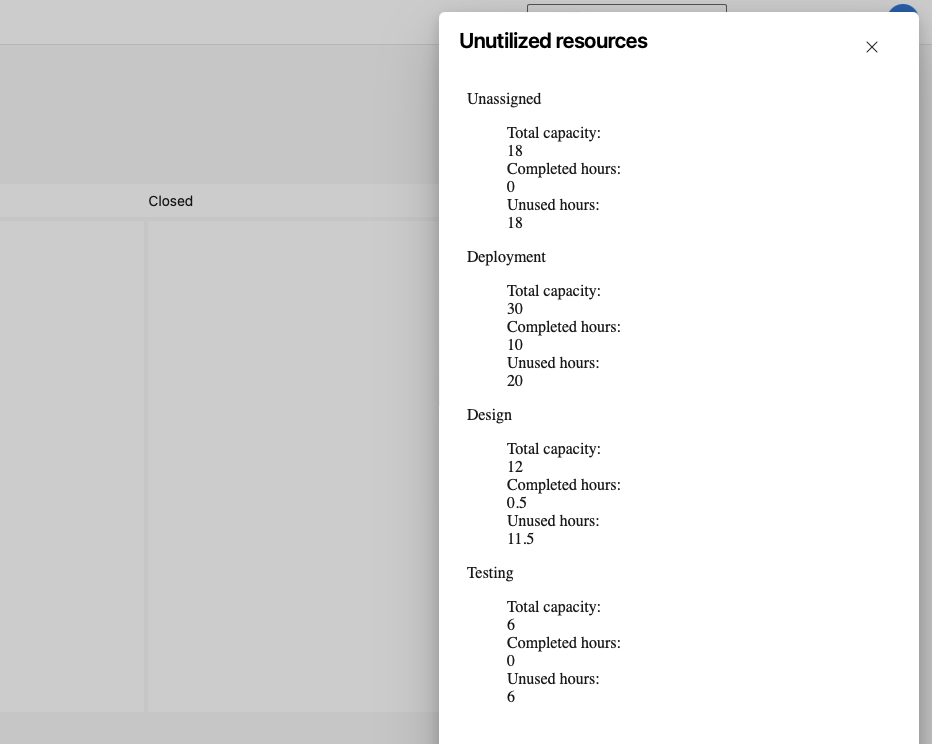 Unutilized resources
Unassigned
Total capacity:
18
Completed hours:
0
Unused hours:
18
Closed
Deployment
Total capacity:
30
Completed hours:
10
Unused hours:
20
Design
Total capacity:
12
Completed hours:
0.5
Unused hours:
11.5
Testing
Total capacity:
6
Completed hours:
0
Unused hours:
6